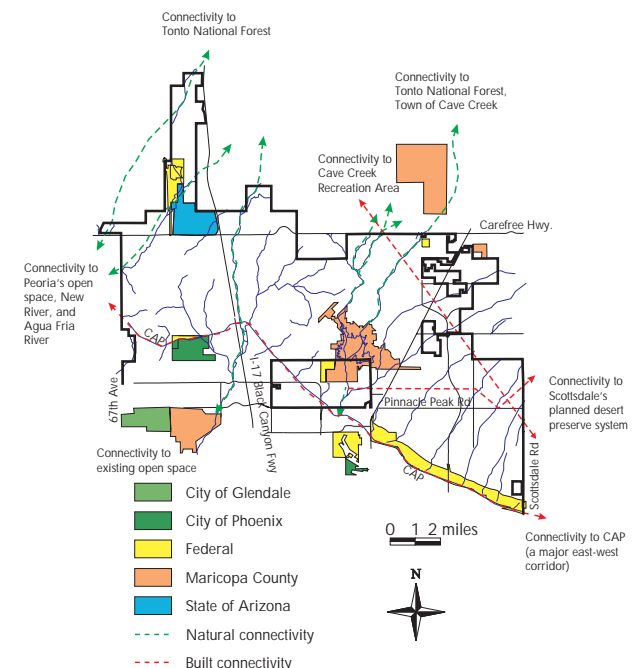 Connectivity to
Tonto National Forest
Connectivity to
Tonto National Forest,
Town of Cave Creek
Connectivity to
Cave Creek
Recreation Area
Carefree Hwy.
Connectivity to
Peoria's open
space, New
River, and
Agua Fria
River
CAP
67th Ave
I-17 Black Canyon Fwy
Pinnacle Peak Rd
Connectivity to
Scottsdale's
planned desert
preserve system
Scottsdale Rd
CAP
Connectivity to
existing open space
City of Glendale
City of Phoenix
Federal
Maricopa County
State of Arizona
Natural connectivity
Built connectivity
0 1 2 miles
N
Connectivity to CAP
(a major east-west
corridor)